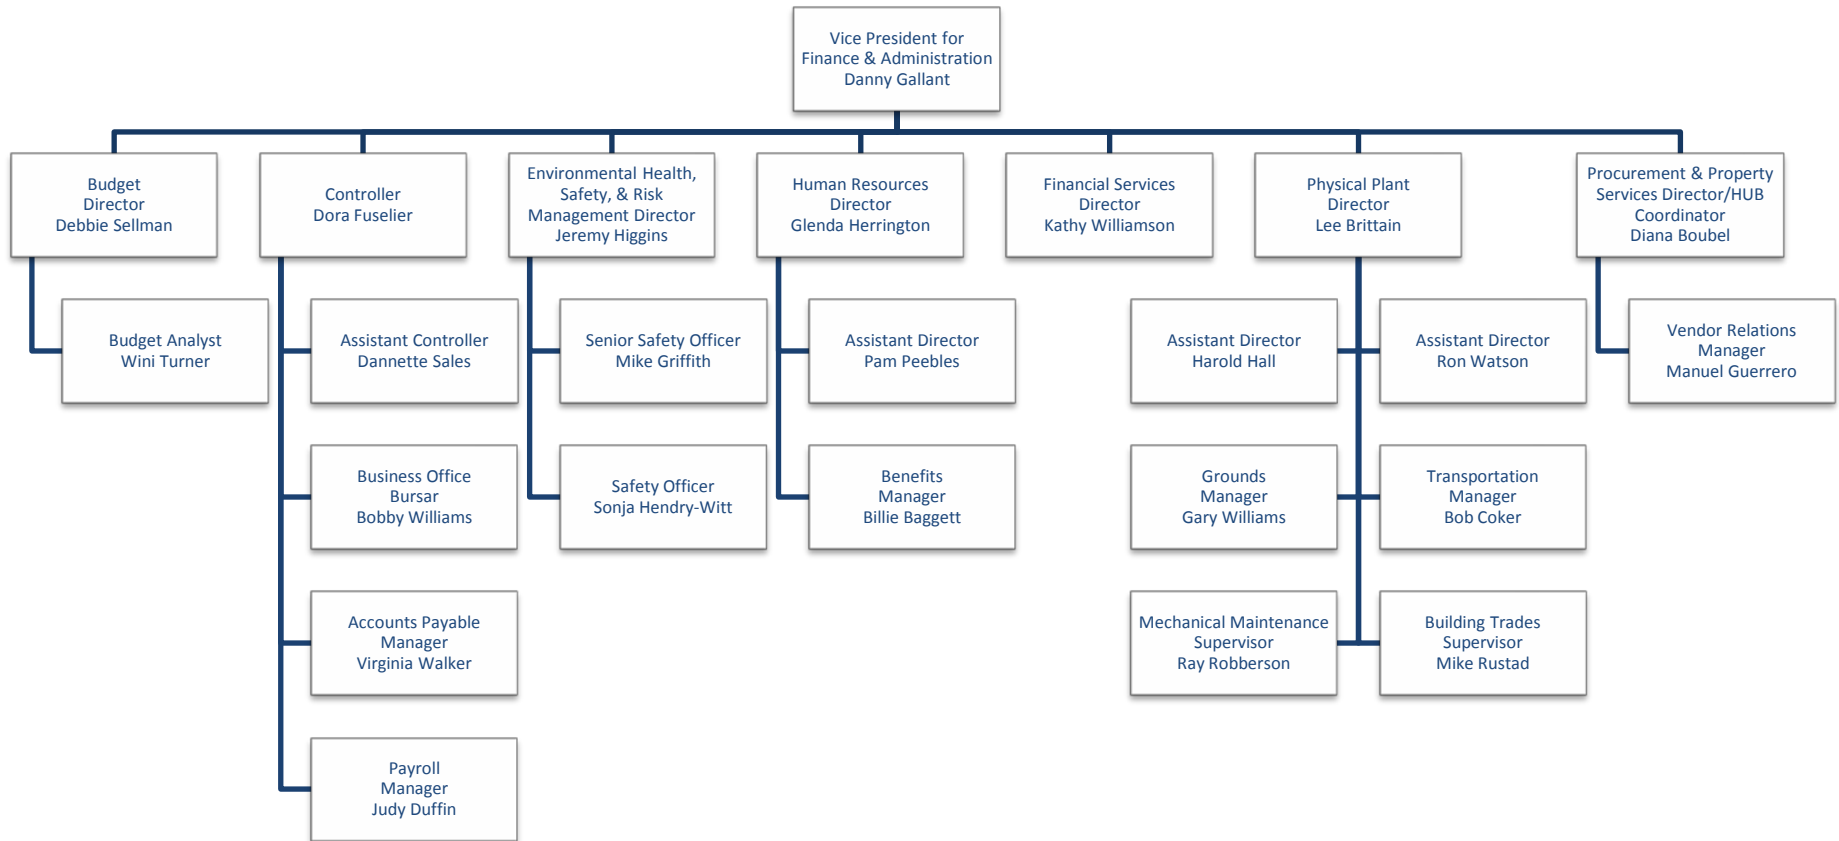 Vice President for
Finance & Administration
Danny Gallant
Budget
Director
Debbie Sellman
Controller
Dora Fuselier
Environmental Health,
Safety, & Risk
Management Director
Jeremy Higgins
Human Resources
Director
Glenda Herrington
Financial Services
Director
Kathy Williamson
Physical Plant
Director
Lee Brittain
Procurement & Property
Services Director/HUB
Coordinator
Diana Boubel
Budget Analyst
Wini Turner
Assistant Controller
Dannette Sales
Senior Safety Officer
Mike Griffith
Assistant Director
Pam Peebles
Assistant Director
Harold Hall
Assistant Director
Ron Watson
Vendor Relations
Manager
Manuel Guerrero
Business Office
Bursar
Bobby Williams
Safety Officer
Sonja Hendry-Witt
Benefits
Manager
Billie Baggett
Grounds
Manager
Gary Williams
Transportation
Manager
Bob Coker
Accounts Payable
Manager
Virginia Walker
Mechanical Maintenance
Supervisor
Ray Robberson
Building Trades
Supervisor
Mike Rustad
Payroll
Manager
Judy Duffin